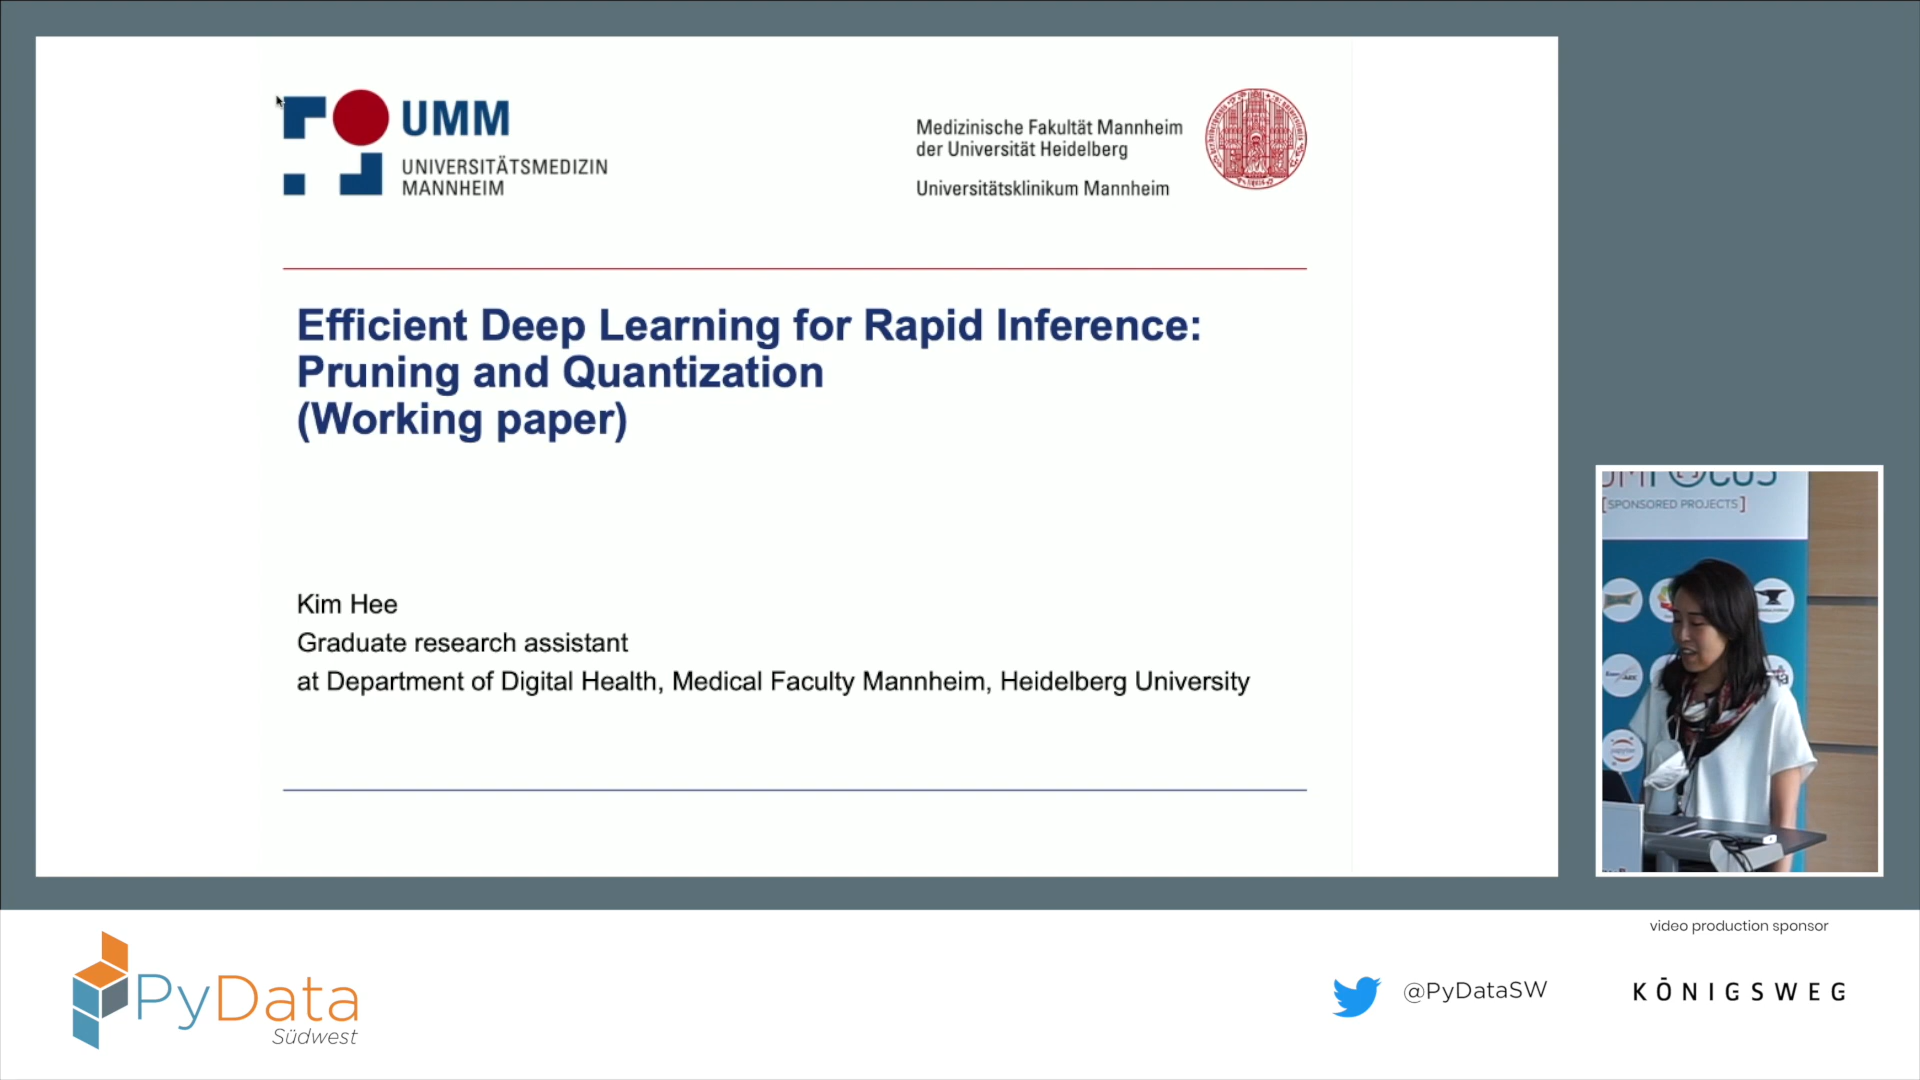 UMM
UNIVERSITÄTSMEDIZIN
MANNHEIM
Medizinische Fakultät Mannheim
der Universität Heidelberg
Universitätsklinikum Mannheim
Efficient Deep Learning for Rapid Inference:
Pruning and Quantization
(Working paper)
Kim Hee
Graduate research assistant
at Department of Digital Health, Medical Faculty Mannheim, Heidelberg University
[SPONSORED PROJECTS]
video production sponsor
PyData
Südwest
@PyDataSW
KÖNIGSWEG